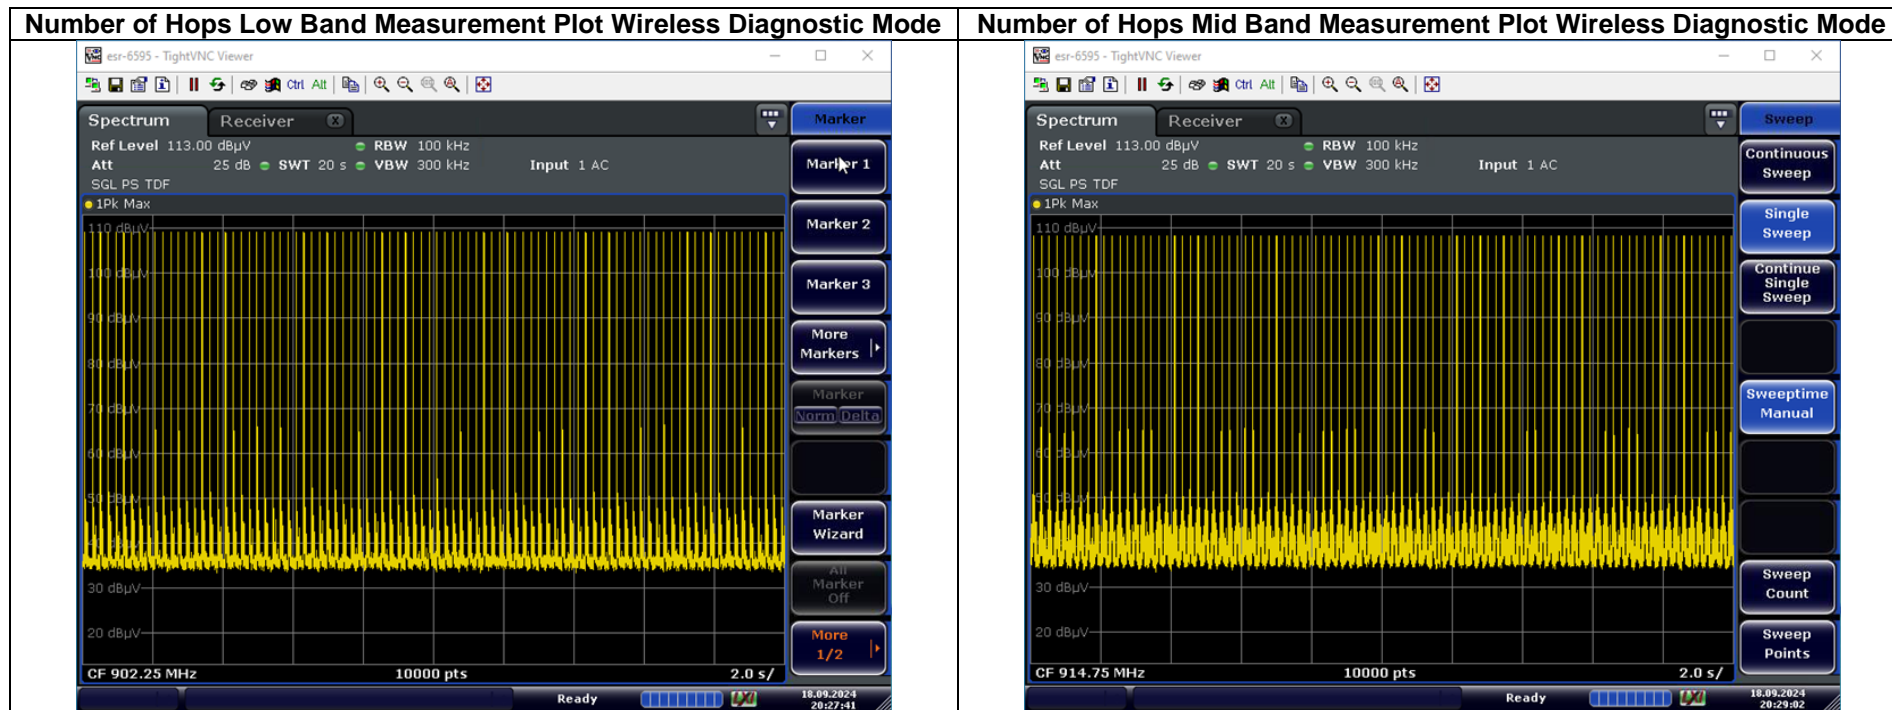 Number of Hops Low Band Measurement Plot Wireless Diagnostic Mode
esr-6595 - TightVNC Viewer
Ctrl Alt
Spectrum Receiver
Ref Level 113.00 dBµV RBW 100 kHz
Att 25 dB SWT 20 s VBW 300 kHz Input 1 AC
SGL PS TDF
1Pk Max
110 dBµV
100 dBµV
90 dBµV
80 dBµV
70 dBµV
60 dBµV
50 dBµV
30 dBµV
20 dBµV
CF 902.25 MHz 10000 pts 2.0 s/
Marker
Marker 1
Marker 2
Marker 3
More
Markers
Marker
Norm Delta
Marker
Wizard
All
Marker
Off
More
1/2
Ready
18.09.2024
20:27:41
Number of Hops Mid Band Measurement Plot Wireless Diagnostic Mode
esr-6595 - TightVNC Viewer
Ctrl Alt
Spectrum Receiver
Ref Level 113.00 dBµV RBW 100 kHz
Att 25 dB SWT 20 s VBW 300 kHz Input 1 AC
SGL PS TDF
1Pk Max
110 dBµV
100 dBµV
90 dBµV
80 dBµV
70 dBµV
60 dBµV
50 dBµV
30 dBµV
20 dBµV
CF 914.75 MHz 10000 pts 2.0 s/
Sweep
Continuous
Sweep
Single
Sweep
Continue
Single
Sweep
Sweeptime
Manual
Sweep
Count
Sweep
Points
Ready
18.09.2024
20:29:02